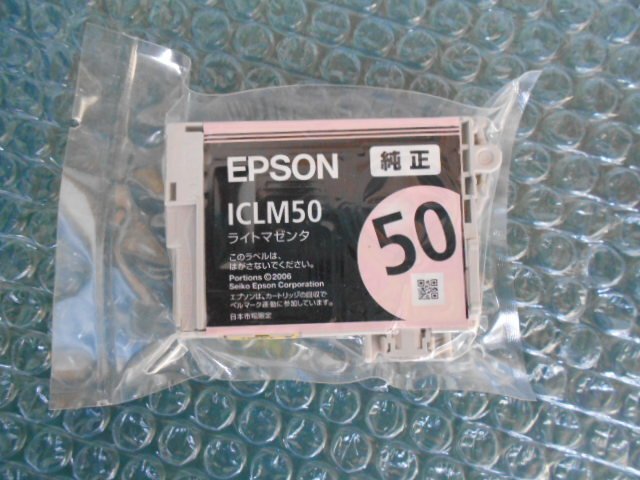 EPSON 純正
ICLM50
ライトマゼンタ
50
このラベルは、
はがさないでください。
Portions ©2006
Seiko Epson Corporation
エプソンは、カートリッジの回収で
ベルマーク運動に参加しています。
日本市場限定